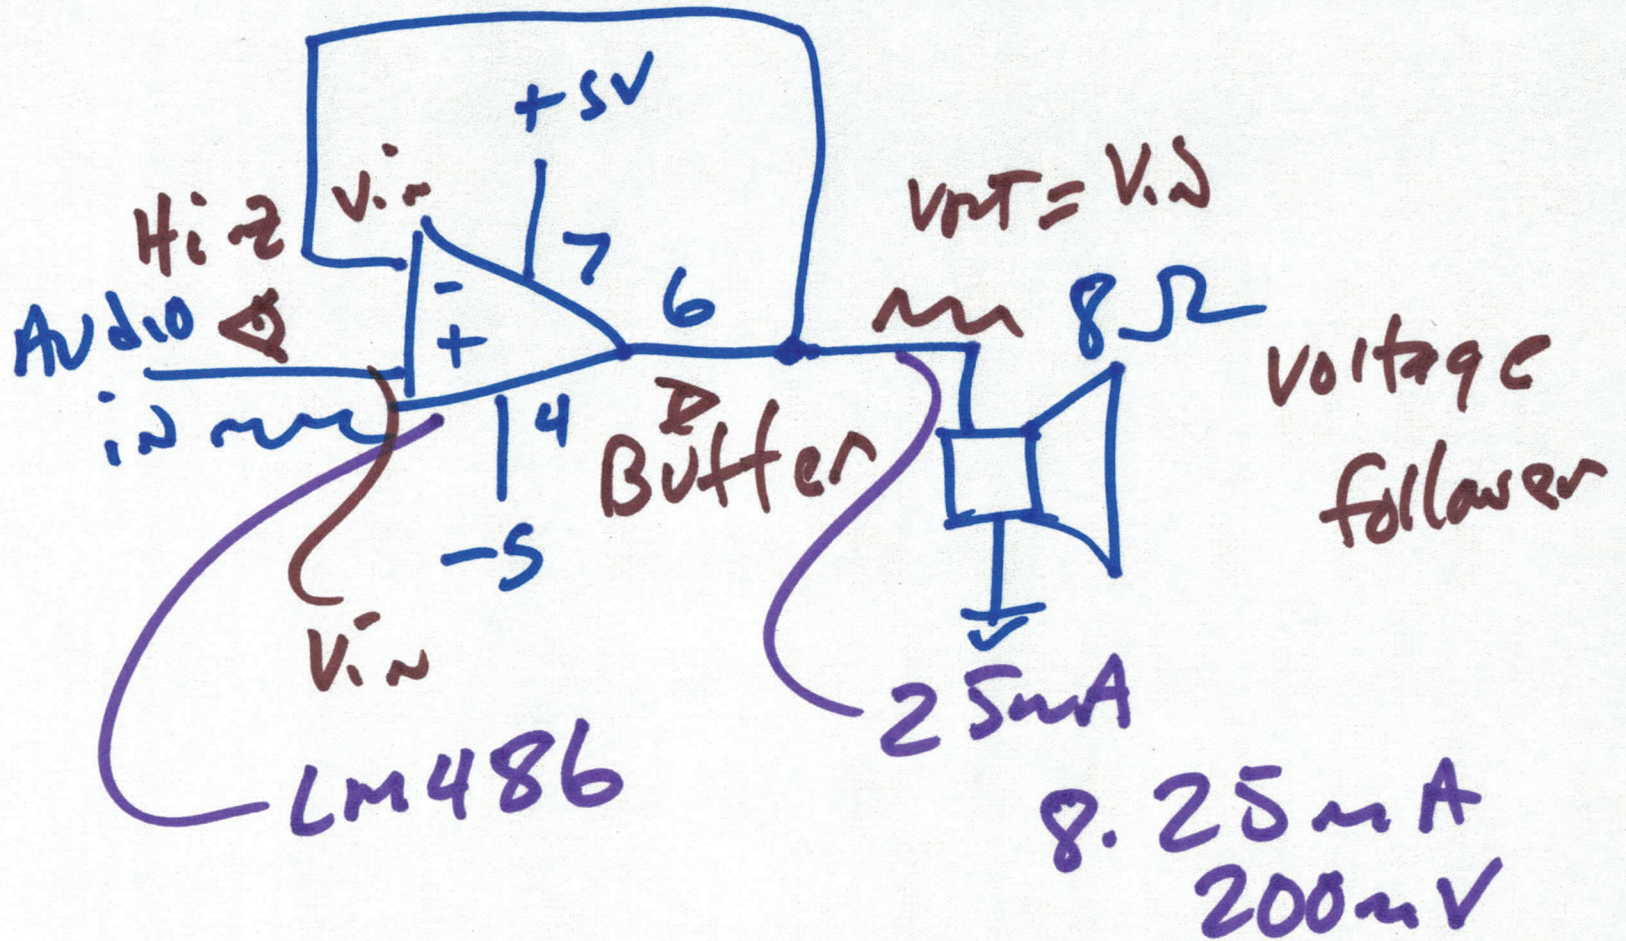 +5V
Hi Z
Vin
7
6
Vout = Vin
8Ω
Audio
in
-
+
4
Buffer
Voltage
follower
-5
Vin
25mA
LM486
8 · 25mA
200mV